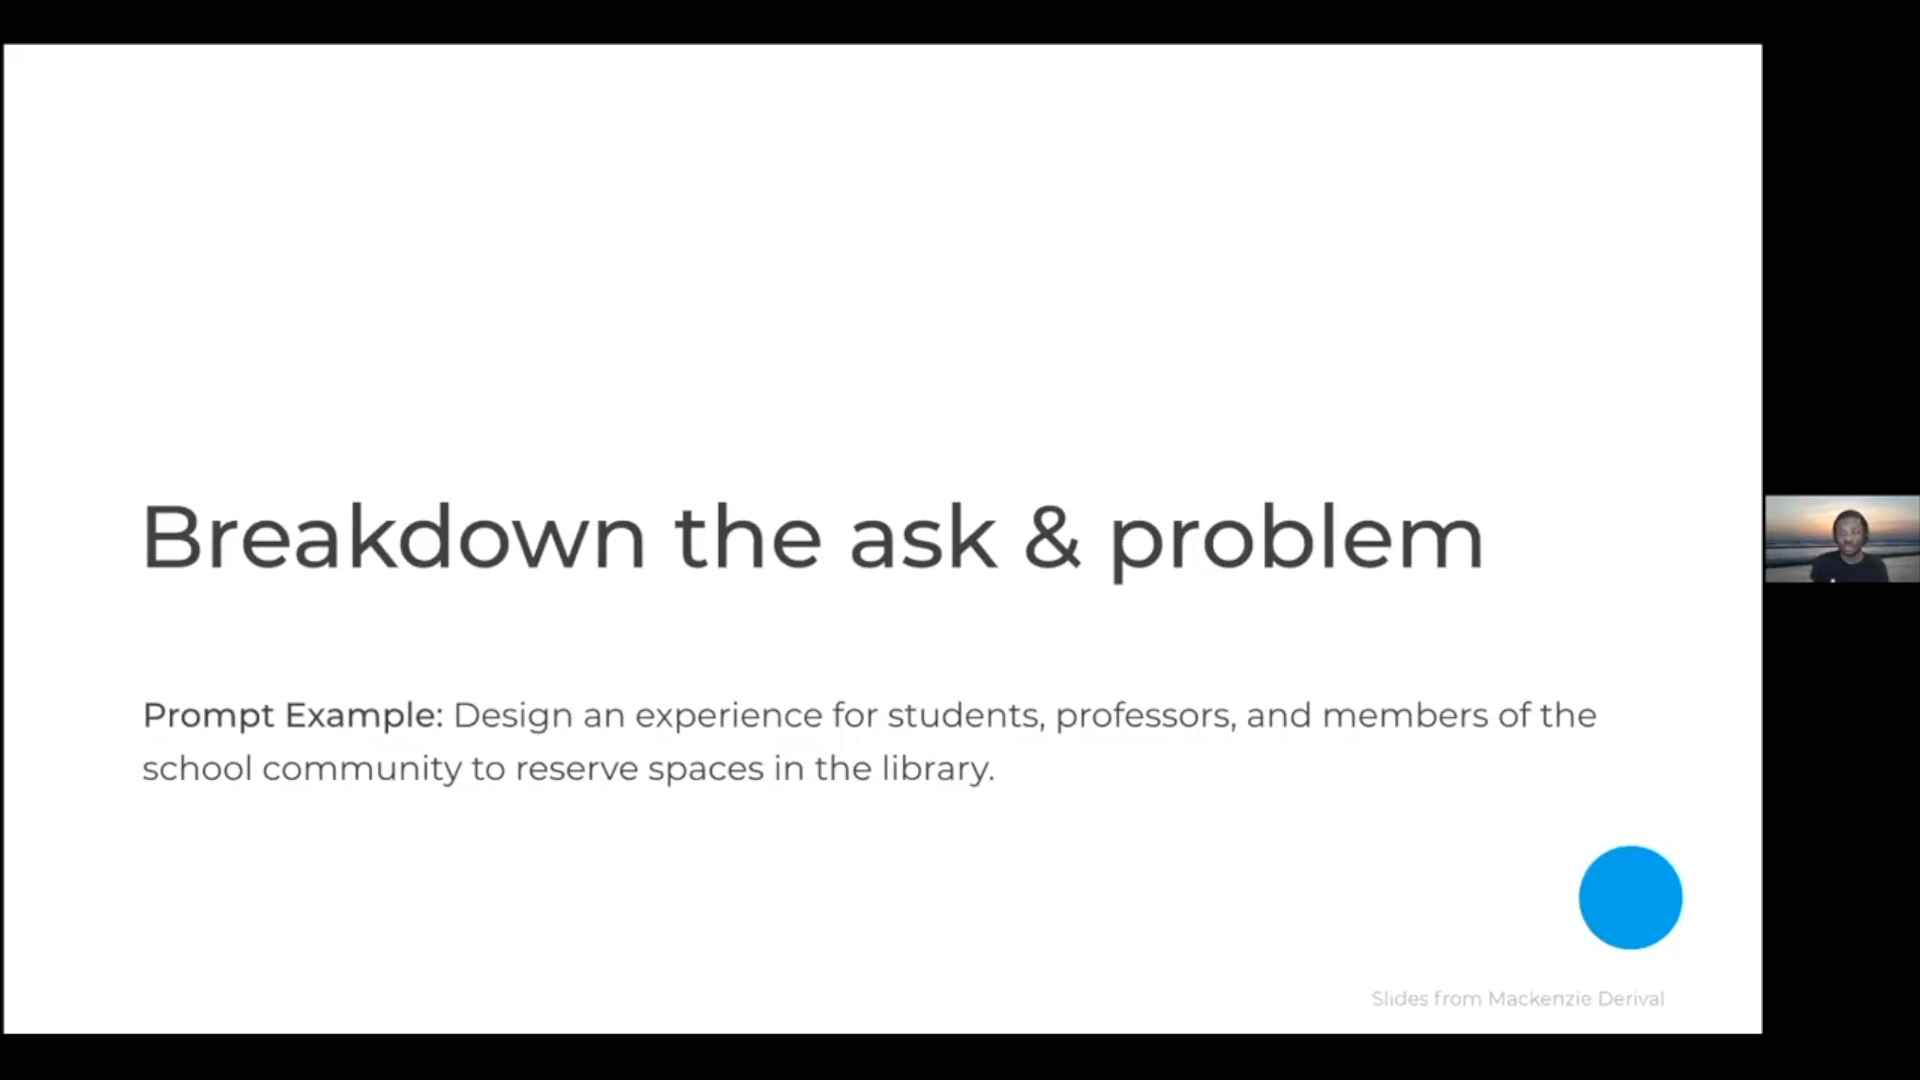 Breakdown the ask & problem
Prompt Example: Design an experience for students, professors, and members of the
school community to reserve spaces in the library.
Slides from Mackenzie Derival